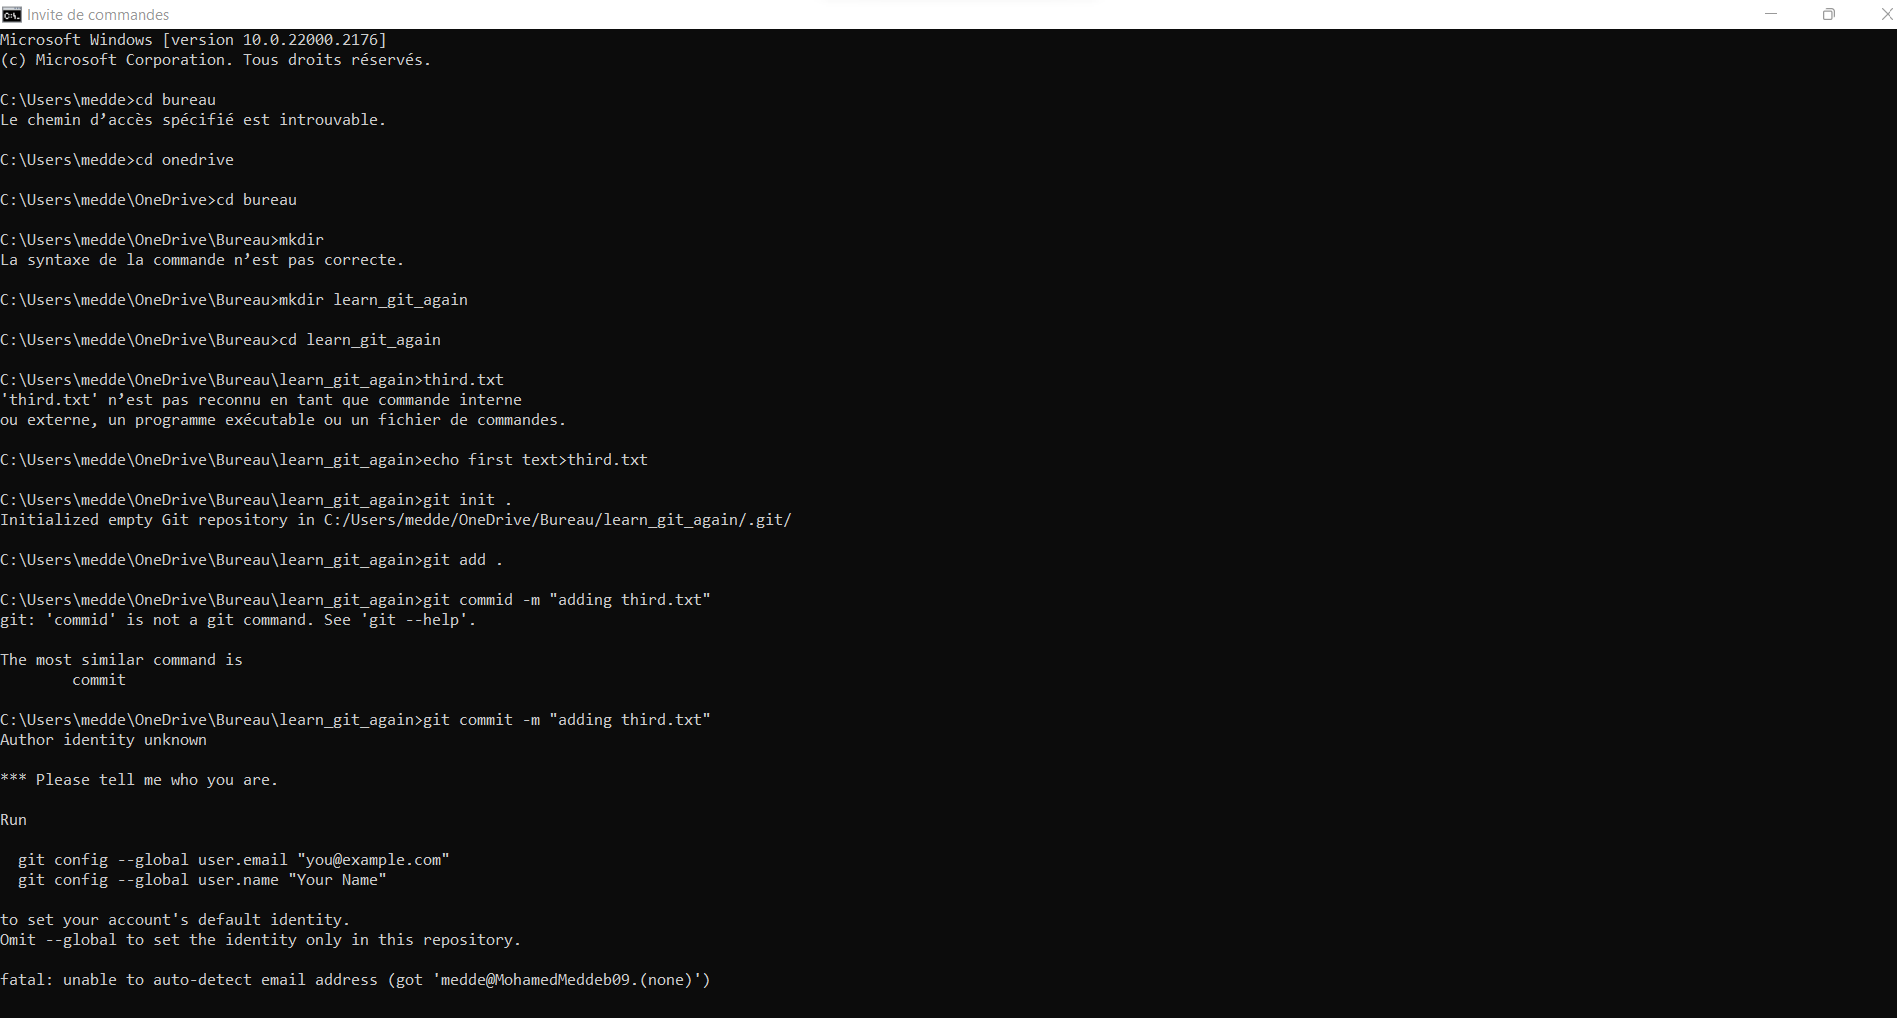 Invite de commandes
Microsoft Windows [version 10.0.22000.2176]
(c) Microsoft Corporation. Tous droits réservés.
C:\Users\medde>cd bureau
Le chemin d’accès spécifié est introuvable.
C:\Users\medde>cd onedrive
C:\Users\medde\OneDrive>cd bureau
C:\Users\medde\OneDrive\Bureau>mkdir
La syntaxe de la commande n’est pas correcte.
C:\Users\medde\OneDrive\Bureau>mkdir learn_git_again
C:\Users\medde\OneDrive\Bureau>cd learn_git_again
C:\Users\medde\OneDrive\Bureau\learn_git_again>third.txt
'third.txt' n’est pas reconnu en tant que commande interne
ou externe, un programme exécutable ou un fichier de commandes.
C:\Users\medde\OneDrive\Bureau\learn_git_again>echo first text>third.txt
C:\Users\medde\OneDrive\Bureau\learn_git_again>git init .
Initialized empty Git repository in C:/Users/medde/OneDrive/Bureau/learn_git_again/.git/
C:\Users\medde\OneDrive\Bureau\learn_git_again>git add .
C:\Users\medde\OneDrive\Bureau\learn_git_again>git commid -m "adding third.txt"
git: 'commid' is not a git command. See 'git --help'.
The most similar command is
        commit
C:\Users\medde\OneDrive\Bureau\learn_git_again>git commit -m "adding third.txt"
Author identity unknown
*** Please tell me who you are.
Run
  git config --global user.email "you@example.com"
  git config --global user.name "Your Name"
to set your account's default identity.
Omit --global to set the identity only in this repository.
fatal: unable to auto-detect email address (got 'medde@MohamedMeddeb09.(none)')